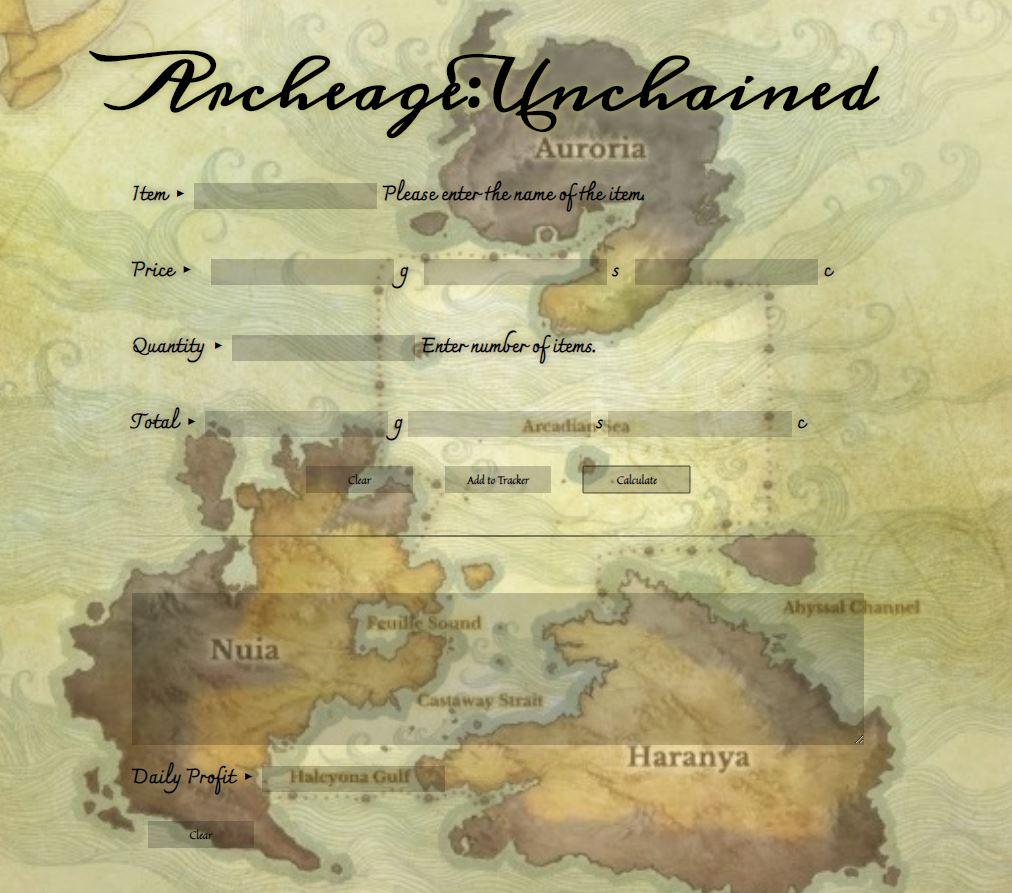 Archeage:Unchained
Auroria
Item ▸ Please enter the name of the item.
Price ▸ g s c
Quantity ▸ Enter number of items.
Total ▸ g s c
Arcadian Sea
Clear Add to Tracker Calculate
Abyssal Channel
Feuille Sound
Nuia
Castaway Strait
Haranya
Daily Profit ▸ Halcyona Gulf
Clear